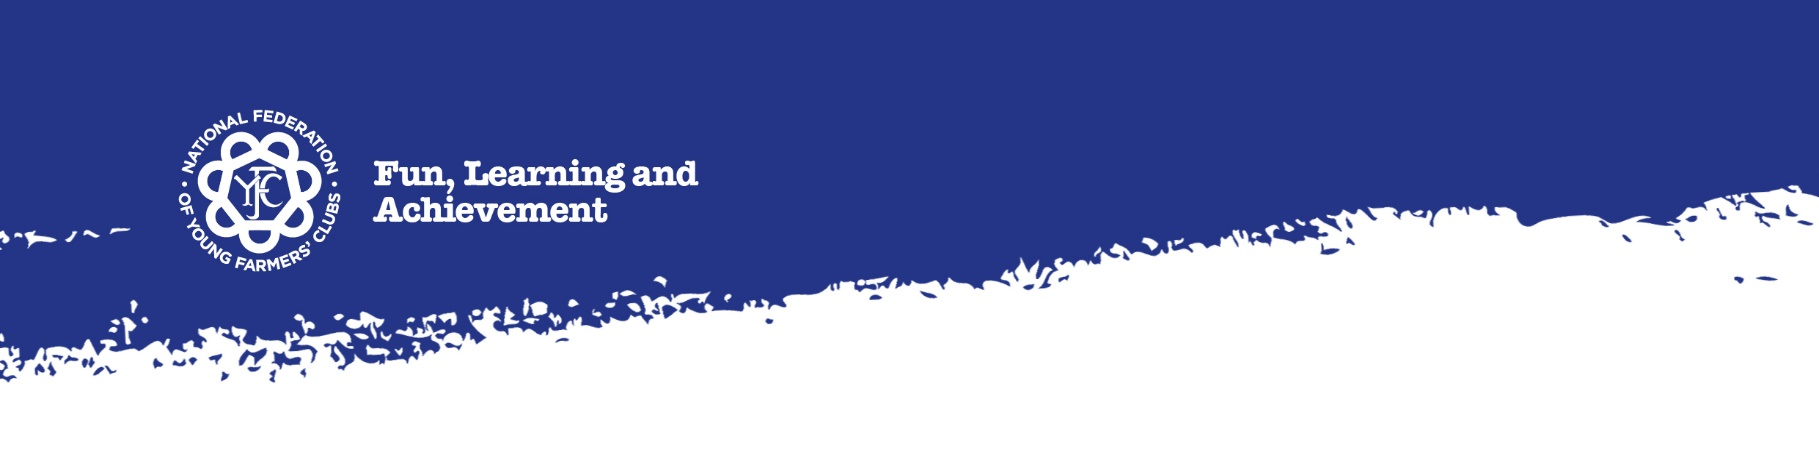 NATIONAL FEDERATION
OF YOUNG FARMERS' CLUBS
YFC
Fun, Learning and
Achievement